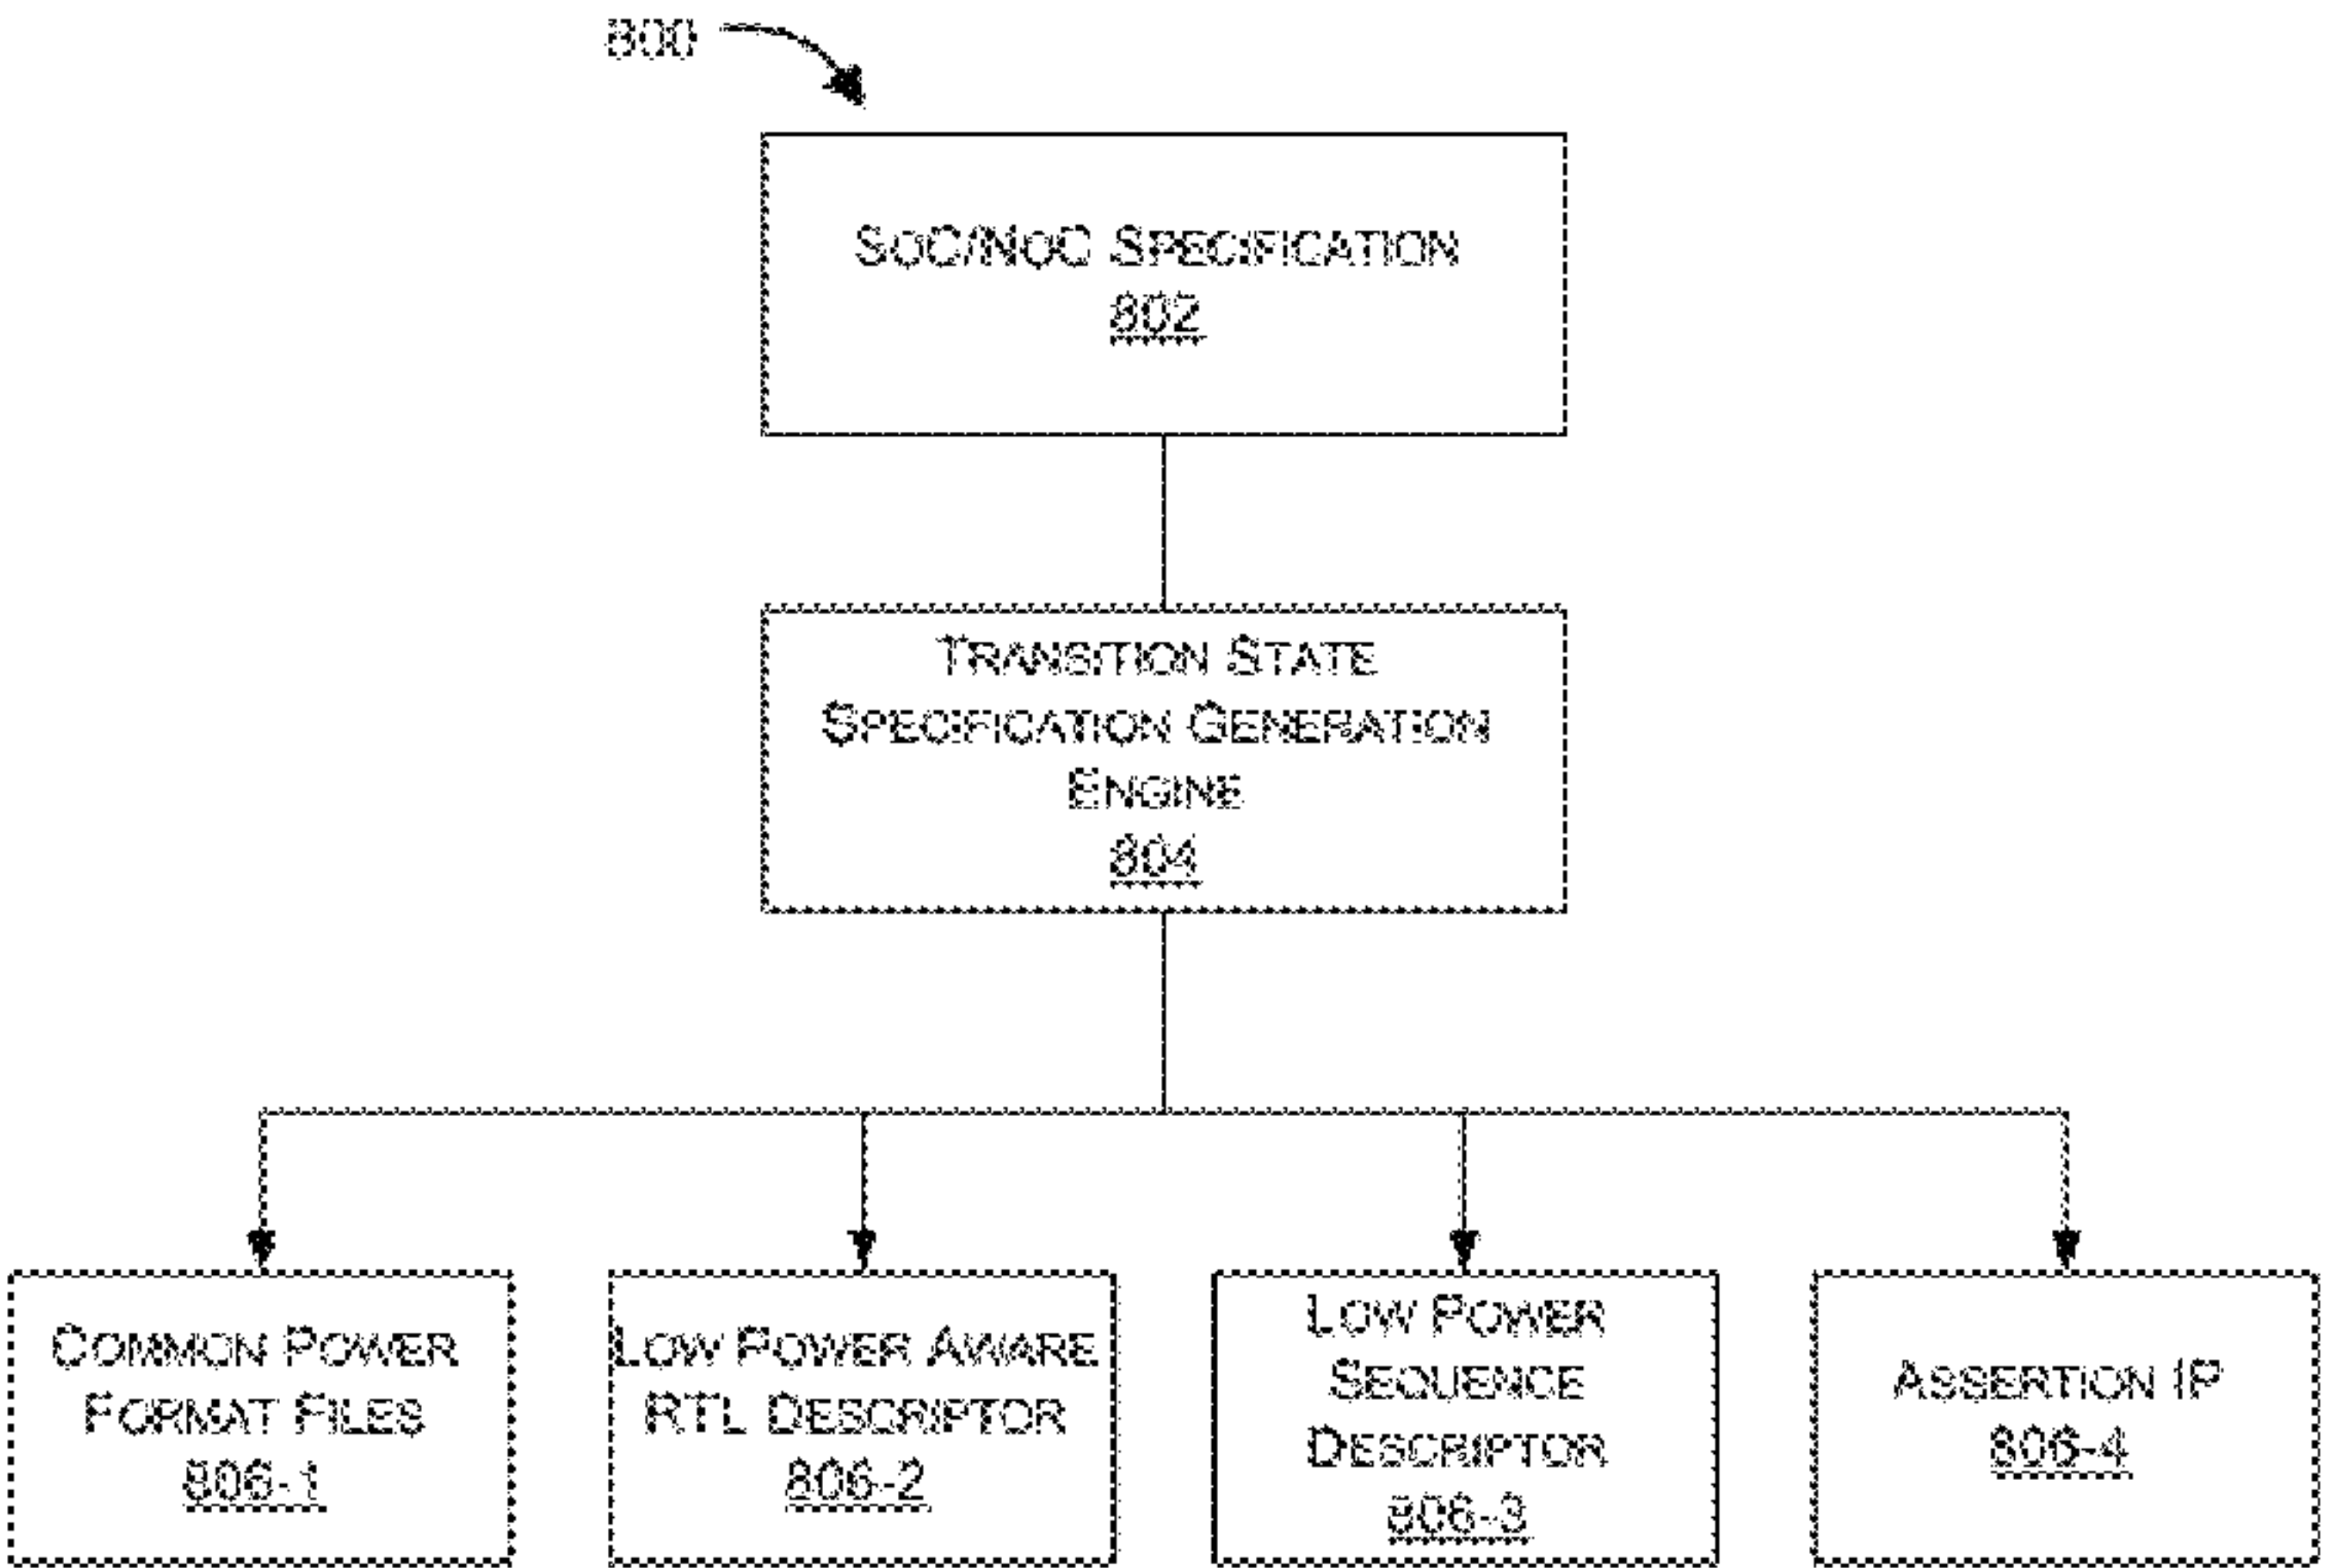 800
SOC/NOC SPECIFICATION
802
TRANSITION STATE
SPECIFICATION GENERATION
ENGINE
804
COMMON POWER
FORMAT FILES
806-1
LOW POWER AWARE
RTL DESCRIPTOR
806-2
LOW POWER
SEQUENCE
DESCRIPTOR
806-3
ASSERTION IP
806-4